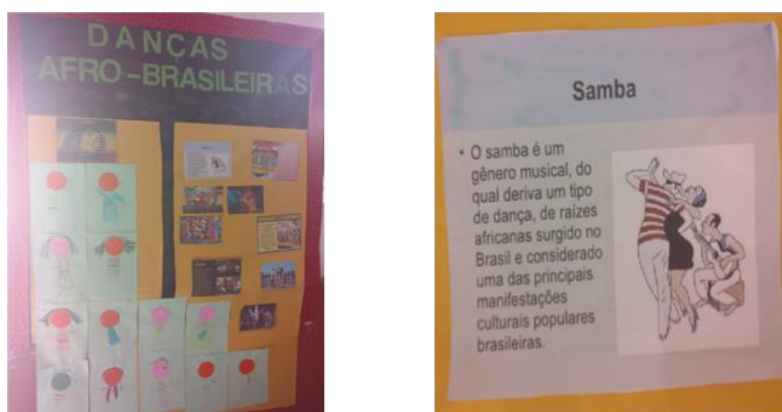 DANÇAS
AFRO-BRASILEIRAS
Samba
• O samba é um
gênero musical, do
qual deriva um tipo
de dança, de raízes
africanas surgido no
Brasil e considerado
uma das principais
manifestações
culturais populares
brasileiras.